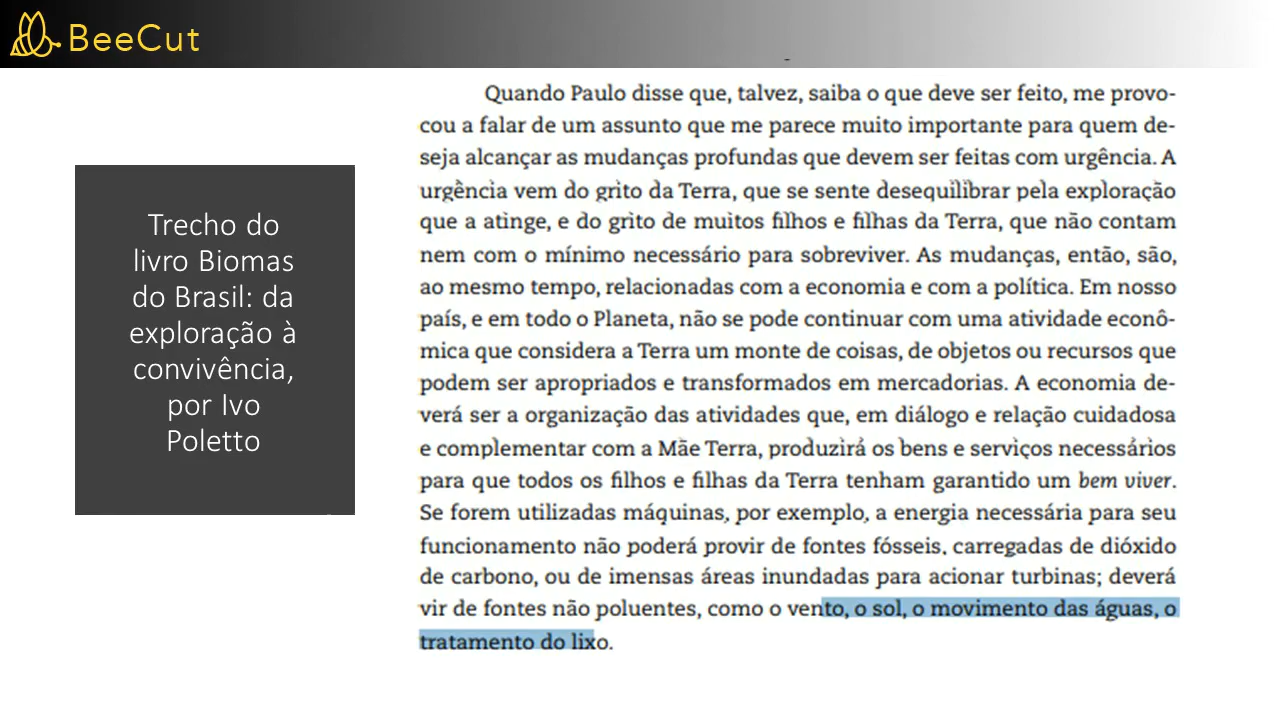 BeeCut
Trecho do
livro Biomas
do Brasil: da
exploração à
convivência,
por Ivo
Poletto
Quando Paulo disse que, talvez, saiba o que deve ser feito, me provo-
cou a falar de um assunto que me parece muito importante para quem de-
seja alcançar as mudanças profundas que devem ser feitas com urgência. A
urgência vem do grito da Terra, que se sente desequilibrar pela exploração
que a atinge, e do grito de muitos filhos e filhas da Terra, que não contam
nem com o mínimo necessário para sobreviver. As mudanças, então, são,
ao mesmo tempo, relacionadas com a economia e com a política. Em nosso
país, e em todo o Planeta, não se pode continuar com uma atividade econô-
mica que considera a Terra um monte de coisas, de objetos ou recursos que
podem ser apropriados e transformados em mercadorias. A economia de-
verá ser a organização das atividades que, em diálogo e relação cuidadosa
e complementar com a Mãe Terra, produzirá os bens e serviços necessários
para que todos os filhos e filhas da Terra tenham garantido um bem viver.
Se forem utilizadas máquinas, por exemplo, a energia necessária para seu
funcionamento não poderá provir de fontes fósseis, carregadas de dióxido
de carbono, ou de imensas áreas inundadas para acionar turbinas; deverá
vir de fontes não poluentes, como o vento, o sol, o movimento das águas, o
tratamento do lixo.